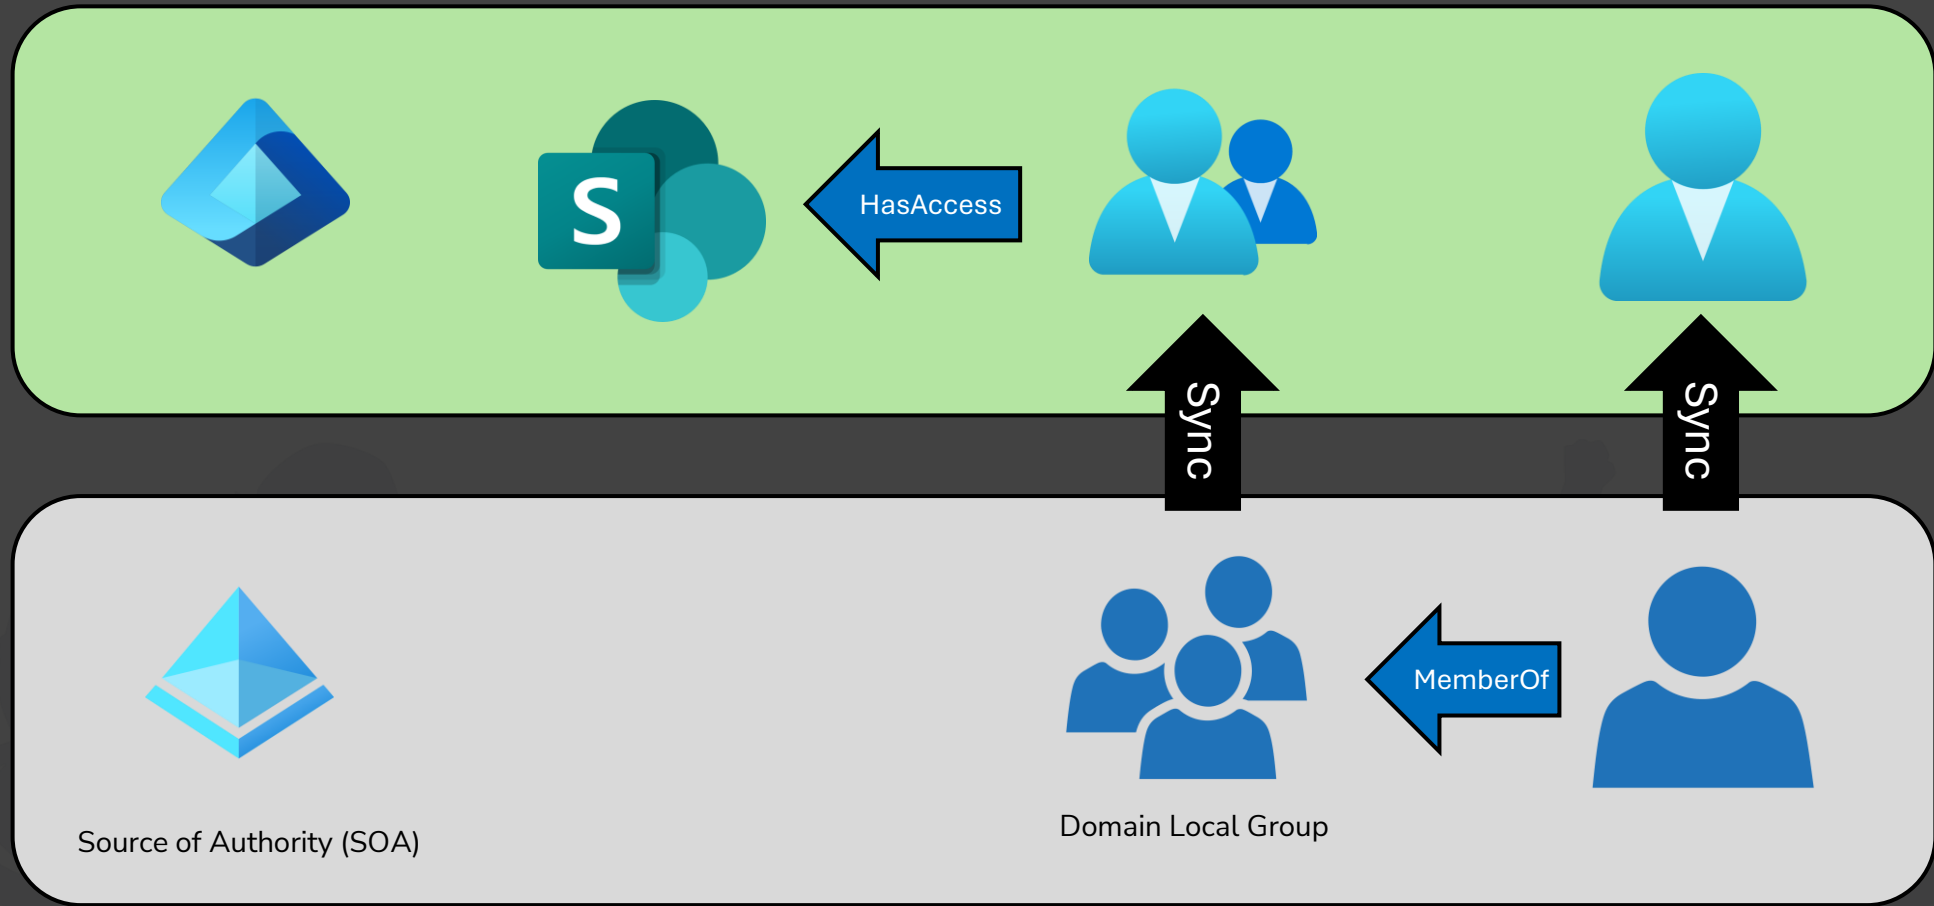 S
HasAccess
Sync
Sync
MemberOf
Domain Local Group
Source of Authority (SOA)